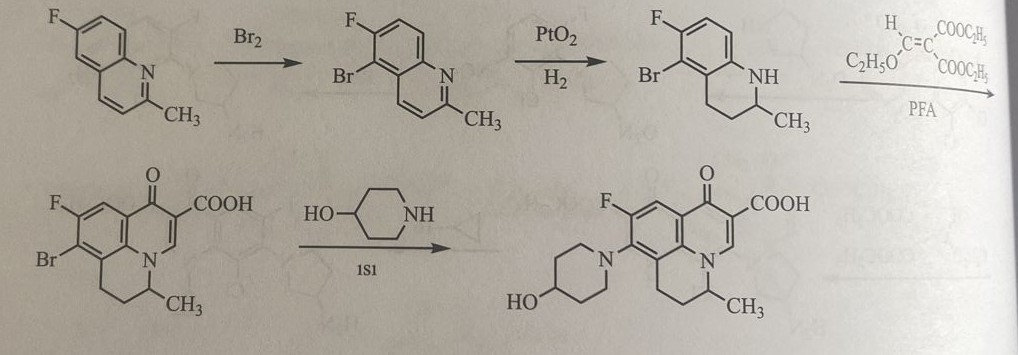 F
N
CH₃
Br₂
F
Br
N
CH₃
PtO₂
H₂
F
Br
NH
CH₃
H
C=C
COOC₂H₅
C₂H₅O
COOC₂H₅
PFA
O
F
COOH
Br
N
CH₃
HO
NH
1S1
O
F
COOH
N
N
HO
CH₃